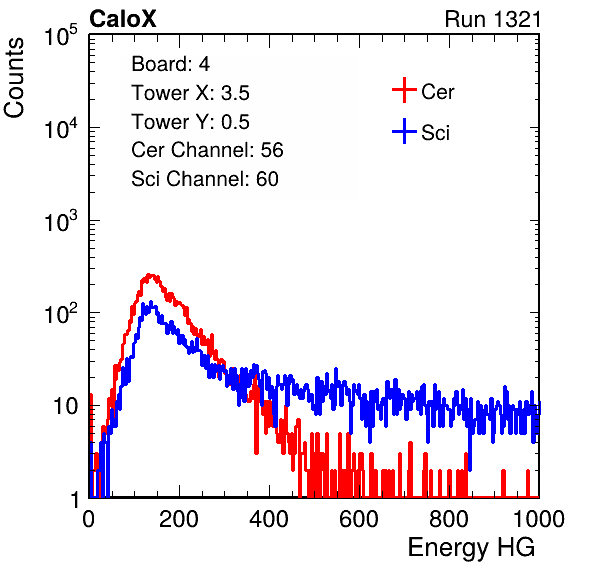 CaloX Run 1321
Counts
Board: 4
Tower X: 3.5
Tower Y: 0.5
Cer Channel: 56
Sci Channel: 60
Cer
Sci
10^5
10^4
10^3
10^2
10
1
0 200 400 600 800 1000
Energy HG